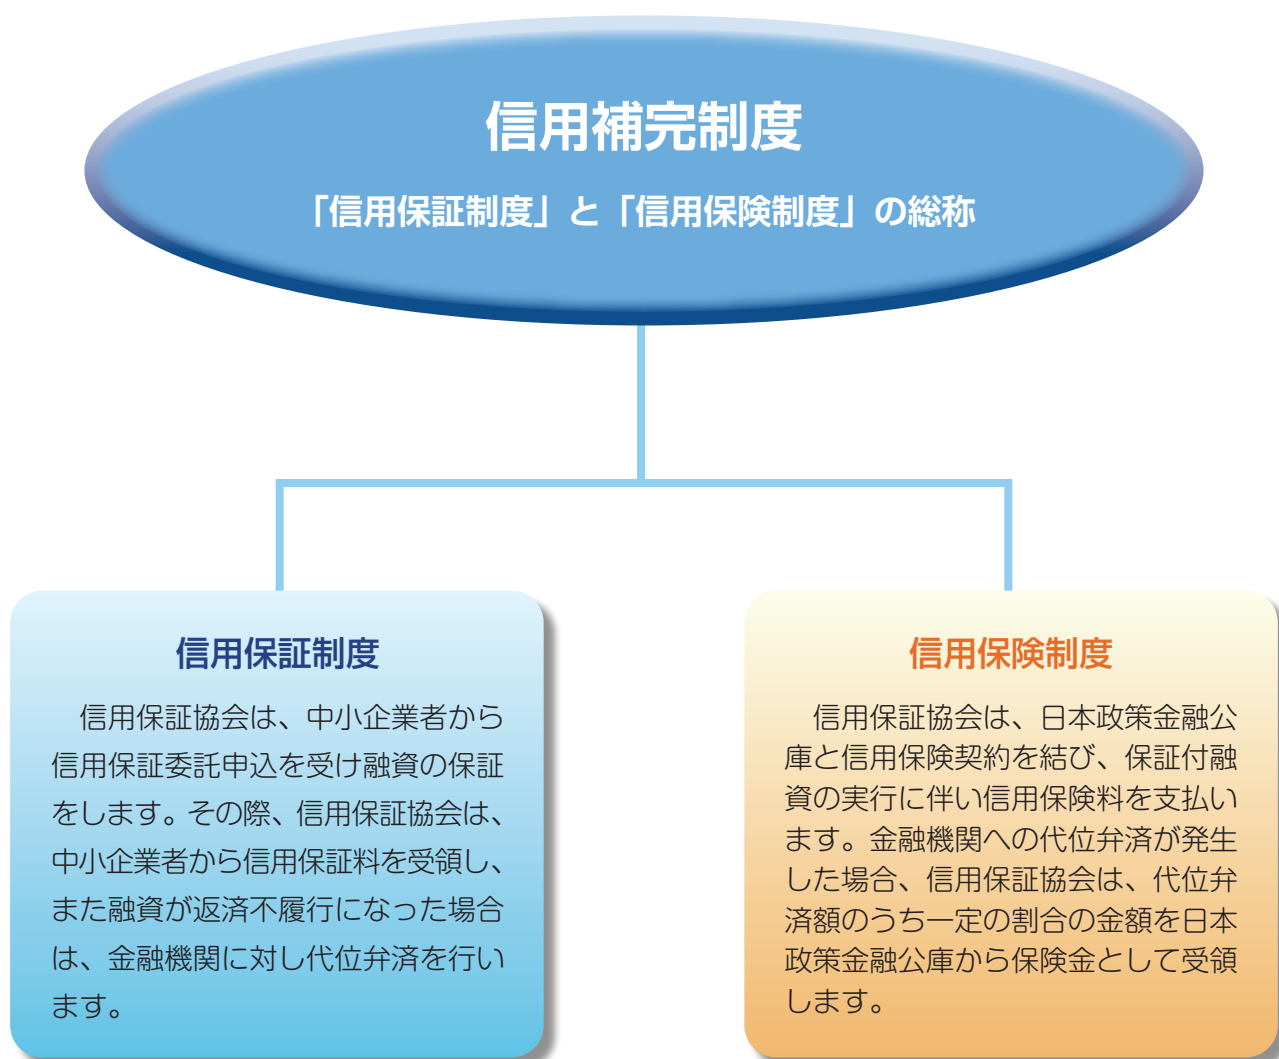 信用補完制度
「信用保証制度」と「信用保険制度」の総称
信用保証制度
信用保証協会は、中小企業者から
信用保証委託申込を受け融資の保証
をします。その際、信用保証協会は、
中小企業者から信用保証料を受領し、
また融資が返済不履行になった場合
は、金融機関に対し代位弁済を行い
ます。
信用保険制度
信用保証協会は、日本政策金融公
庫と信用保険契約を結び、保証付融
資の実行に伴い信用保険料を支払い
ます。金融機関への代位弁済が発生
した場合、信用保証協会は、代位弁
済額のうち一定の割合の金額を日本
政策金融公庫から保険金として受領
します。